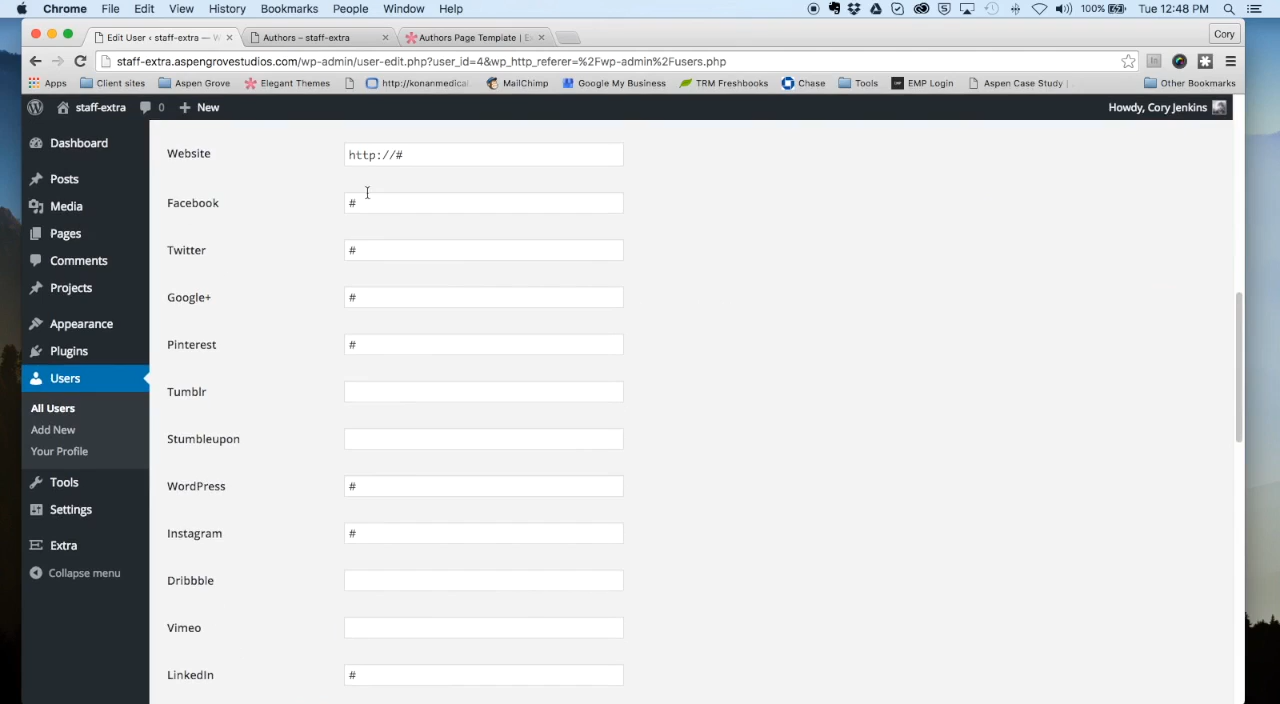 Chrome File Edit View History Bookmarks People Window Help 100% Tue 12:48 PM
Edit User ‹ staff-extra — W Authors – staff-extra Authors Page Template | E Cory
staff-extra.aspengrovestudios.com/wp-admin/user-edit.php?user_id=4&wp_http_referer=%2Fwp-admin%2Fusers.php
Apps Client sites Aspen Grove Elegant Themes http://konanmedical. MailChimp Google My Business TRM Freshbooks Chase Tools EMP Login Aspen Case Study | Other Bookmarks
staff-extra 0 + New Howdy, Cory Jenkins
Dashboard
Posts
Media
Pages
Comments
Projects
Appearance
Plugins
Users
All Users
Add New
Your Profile
Tools
Settings
Extra
Collapse menu
Website http://#
Facebook #
Twitter #
Google+ #
Pinterest #
Tumblr
Stumbleupon
WordPress #
Instagram #
Dribbble
Vimeo
LinkedIn #